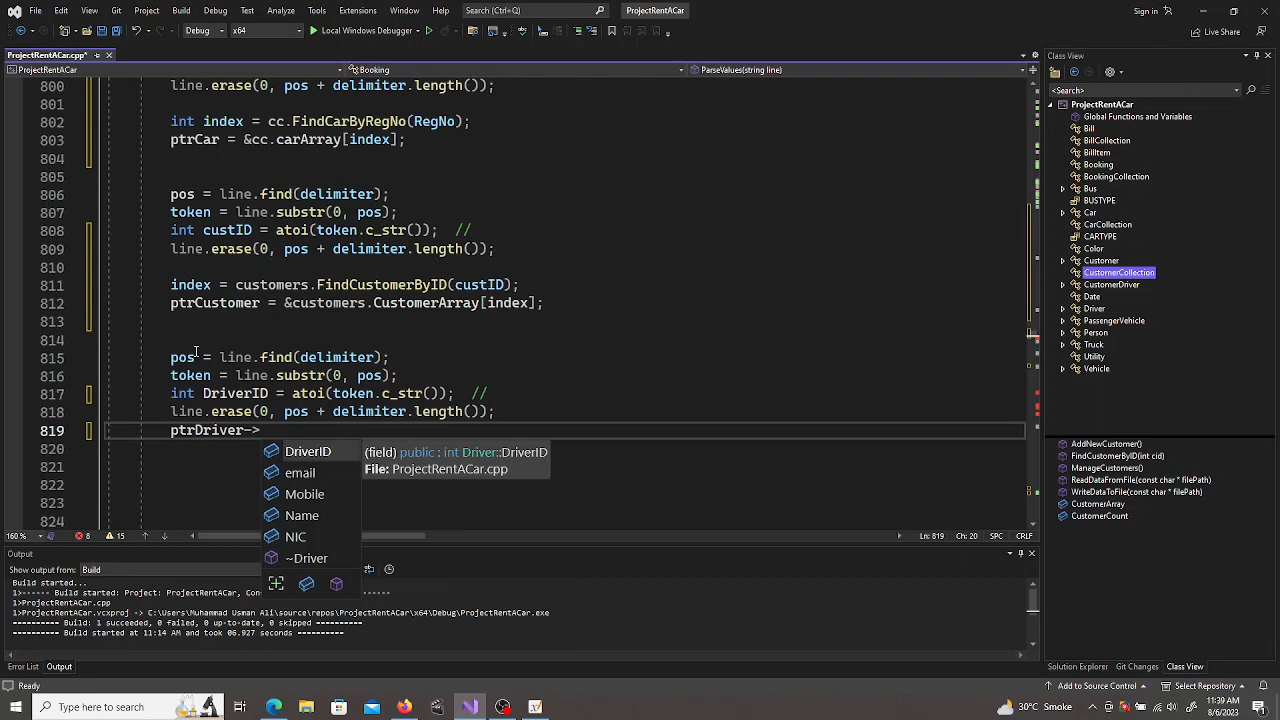 File Edit View Git Project Build Debug Test Analyze Tools Extensions Window Help Search (Ctrl+Q) ProjectRentACar Sign in
Debug x64 Local Windows Debugger Live Share
ProjectRentACar.cpp*
ProjectRentACar Booking ParseValues(string line)
800 line.erase(0, pos + delimiter.length());
801
802 int index = cc.FindCarByRegNo(RegNo);
803 ptrCar = &cc.carArray[index];
804
805
806 pos = line.find(delimiter);
807 token = line.substr(0, pos);
808 int custID = atoi(token.c_str()); //
809 line.erase(0, pos + delimiter.length());
810
811 index = customers.FindCustomerByID(custID);
812 ptrCustomer = &customers.CustomerArray[index];
813
814
815 pos = line.find(delimiter);
816 token = line.substr(0, pos);
817 int DriverID = atoi(token.c_str()); //
818 line.erase(0, pos + delimiter.length());
819 ptrDriver->
820
821
822
823
824
DriverID
email
Mobile
Name
NIC
~Driver
(field) public : int Driver::DriverID
File: ProjectRentACar.cpp
160 % 8 15 Ln: 819 Ch: 20 SPC CRLF
Output
Show output from: Build
Build started...
1>------ Build started: Project: ProjectRentACar, Con
1>ProjectRentACar.cpp
1>ProjectRentACar.vcxproj -> C:\Users\Muhammad Usman Ali\source\repos\ProjectRentACar\x64\Debug\ProjectRentACar.exe
========== Build: 1 succeeded, 0 failed, 0 up-to-date, 0 skipped ==========
========== Build started at 11:14 AM and took 06.927 seconds ==========
Error List Output
Class View
<Search>
ProjectRentACar
Global Functions and Variables
Bill
BillCollection
BillItem
Booking
BookingCollection
Bus
BUSTYPE
Car
CarCollection
CARTYPE
Color
Customer
CustomerCollection
CustomerDriver
Date
Driver
PassengerVehicle
Person
Truck
Utility
Vehicle
AddNewCustomer()
FindCustomerByID(int cid)
ManageCustomers()
ReadDataFromFile(const char * filePath)
WriteDataToFile(const char * filePath)
CustomerArray
CustomerCount
Solution Explorer Git Changes Class View
Ready Add to Source Control Select Repository
Type here to search 30°C 11:39 AM
8/6/2023